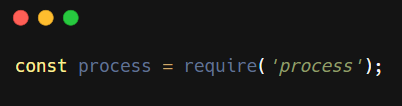 const process = require('process');